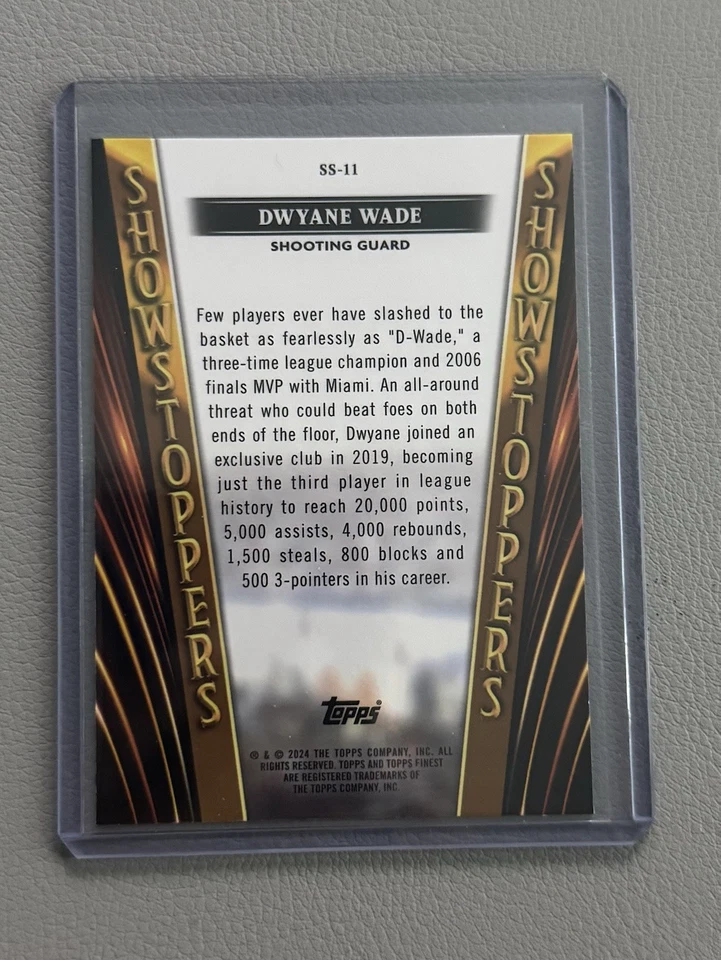 SS-11
DWYANE WADE
SHOOTING GUARD
SHOWSTOPPERS
SHOWSTOPPERS
Few players ever have slashed to the
basket as fearlessly as "D-Wade," a
three-time league champion and 2006
finals MVP with Miami. An all-around
threat who could beat foes on both
ends of the floor, Dwyane joined an
exclusive club in 2019, becoming
just the third player in league
history to reach 20,000 points,
5,000 assists, 4,000 rebounds,
1,500 steals, 800 blocks and
500 3-pointers in his career.
Topps
® & © 2024 THE TOPPS COMPANY, INC. ALL
RIGHTS RESERVED. TOPPS AND TOPPS FINEST
ARE REGISTERED TRADEMARKS OF
THE TOPPS COMPANY, INC.